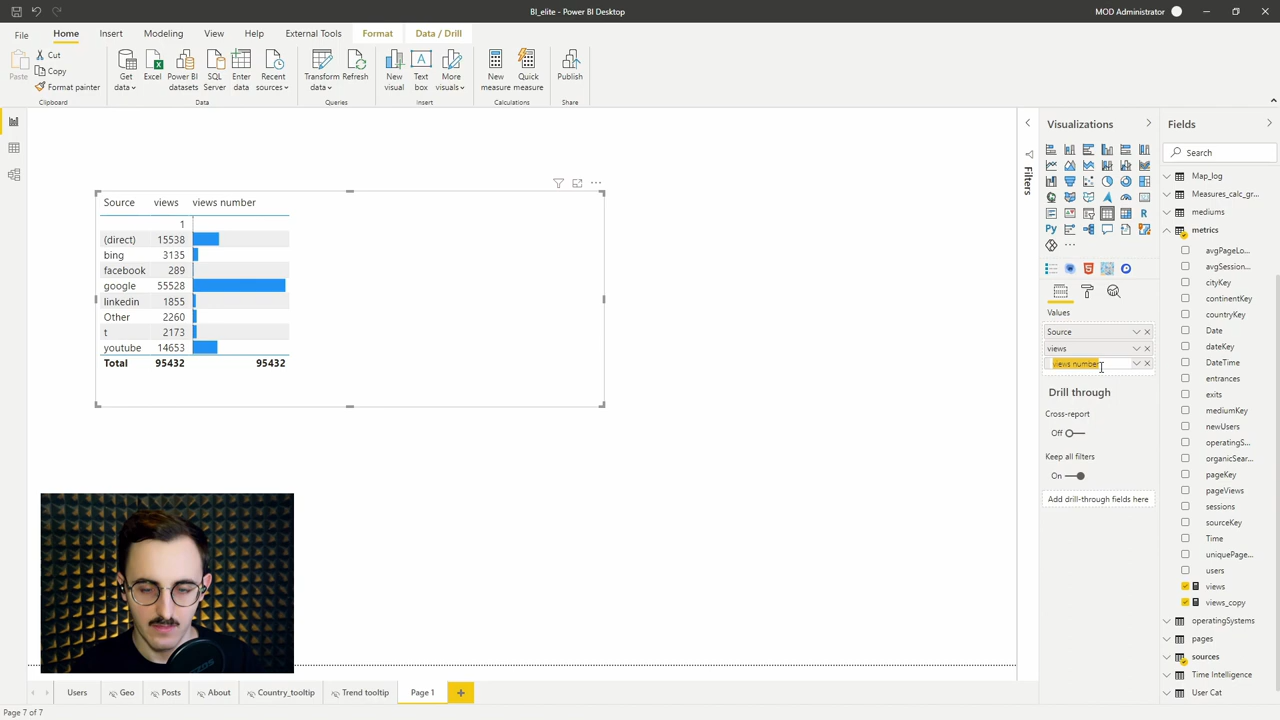 BI_elite - Power BI Desktop
MOD Administrator
File
Home
Insert
Modeling
View
Help
External Tools
Format
Data / Drill
Paste
Cut
Copy
Format painter
Clipboard
Get data
Excel
Power BI datasets
SQL Server
Enter data
Recent sources
Data
Transform data
Refresh
Queries
New visual
Text box
More visuals
Insert
New measure
Quick measure
Calculations
Publish
Share
Source views views number
1
(direct) 15538
bing 3135
facebook 289
google 55528
linkedin 1855
Other 2260
t 2173
youtube 14653
Total 95432 95432
Filters
Visualizations
R
Py
Values
Source
views
views number
Drill through
Cross-report
Off
Keep all filters
On
Add drill-through fields here
Fields
Search
Map_log
Measures_calc_gr...
mediums
metrics
avgPageLo...
avgSession...
cityKey
continentKey
countryKey
Date
dateKey
DateTime
entrances
exits
mediumKey
newUsers
operatingS...
organicSear...
pageKey
pageViews
sessions
sourceKey
Time
uniquePage...
users
views
views_copy
operatingSystems
pages
sources
Time Intelligence
User Cat
Users
Geo
Posts
About
Country_tooltip
Trend tooltip
Page 1
Page 7 of 7